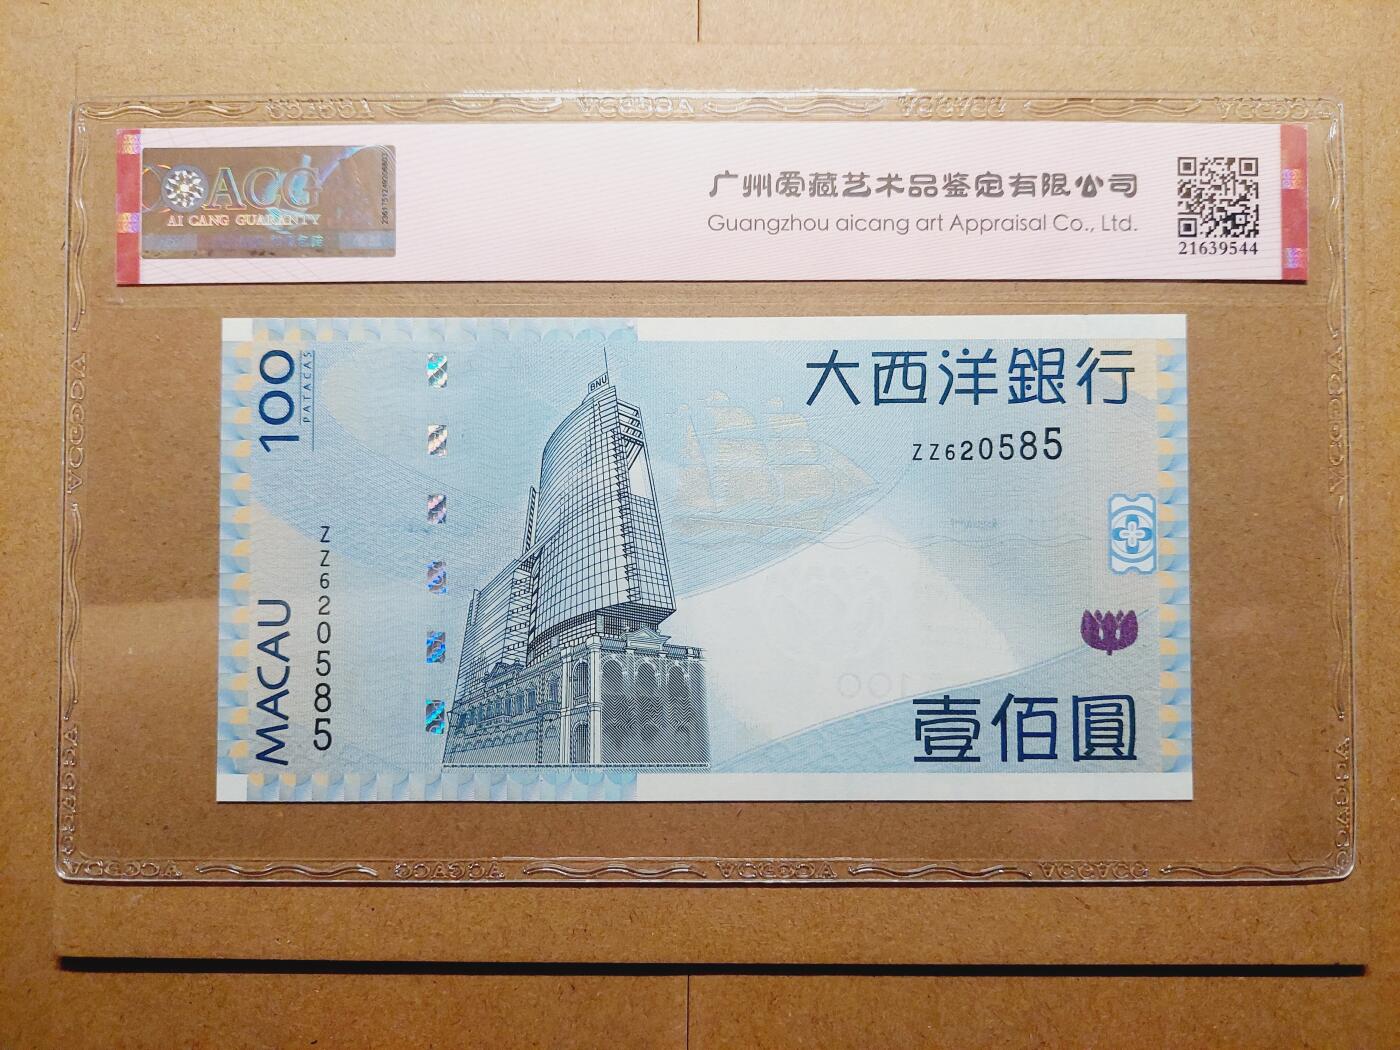 ACG
AI CANG GUARANTY
广州爱藏艺术品鉴定有限公司
Guangzhou aicang art Appraisal Co., Ltd.
21639544
100
PATACAS
BNU
大西洋銀行
ZZ620585
ZZ620585
MACAU
壹佰圓